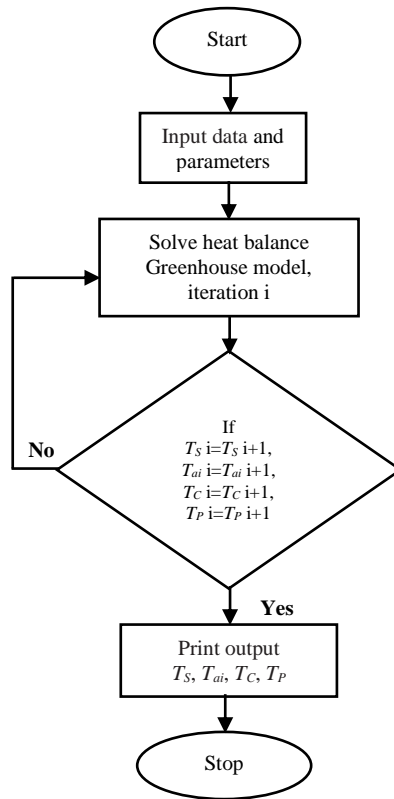 Start
Input data and
parameters
Solve heat balance
Greenhouse model,
iteration i
If
TS i=TS i+1,
Tai i=Tai i+1,
TC i=TC i+1,
TP i=TP i+1
No
Yes
Print output
TS, Tai, TC, TP
Stop